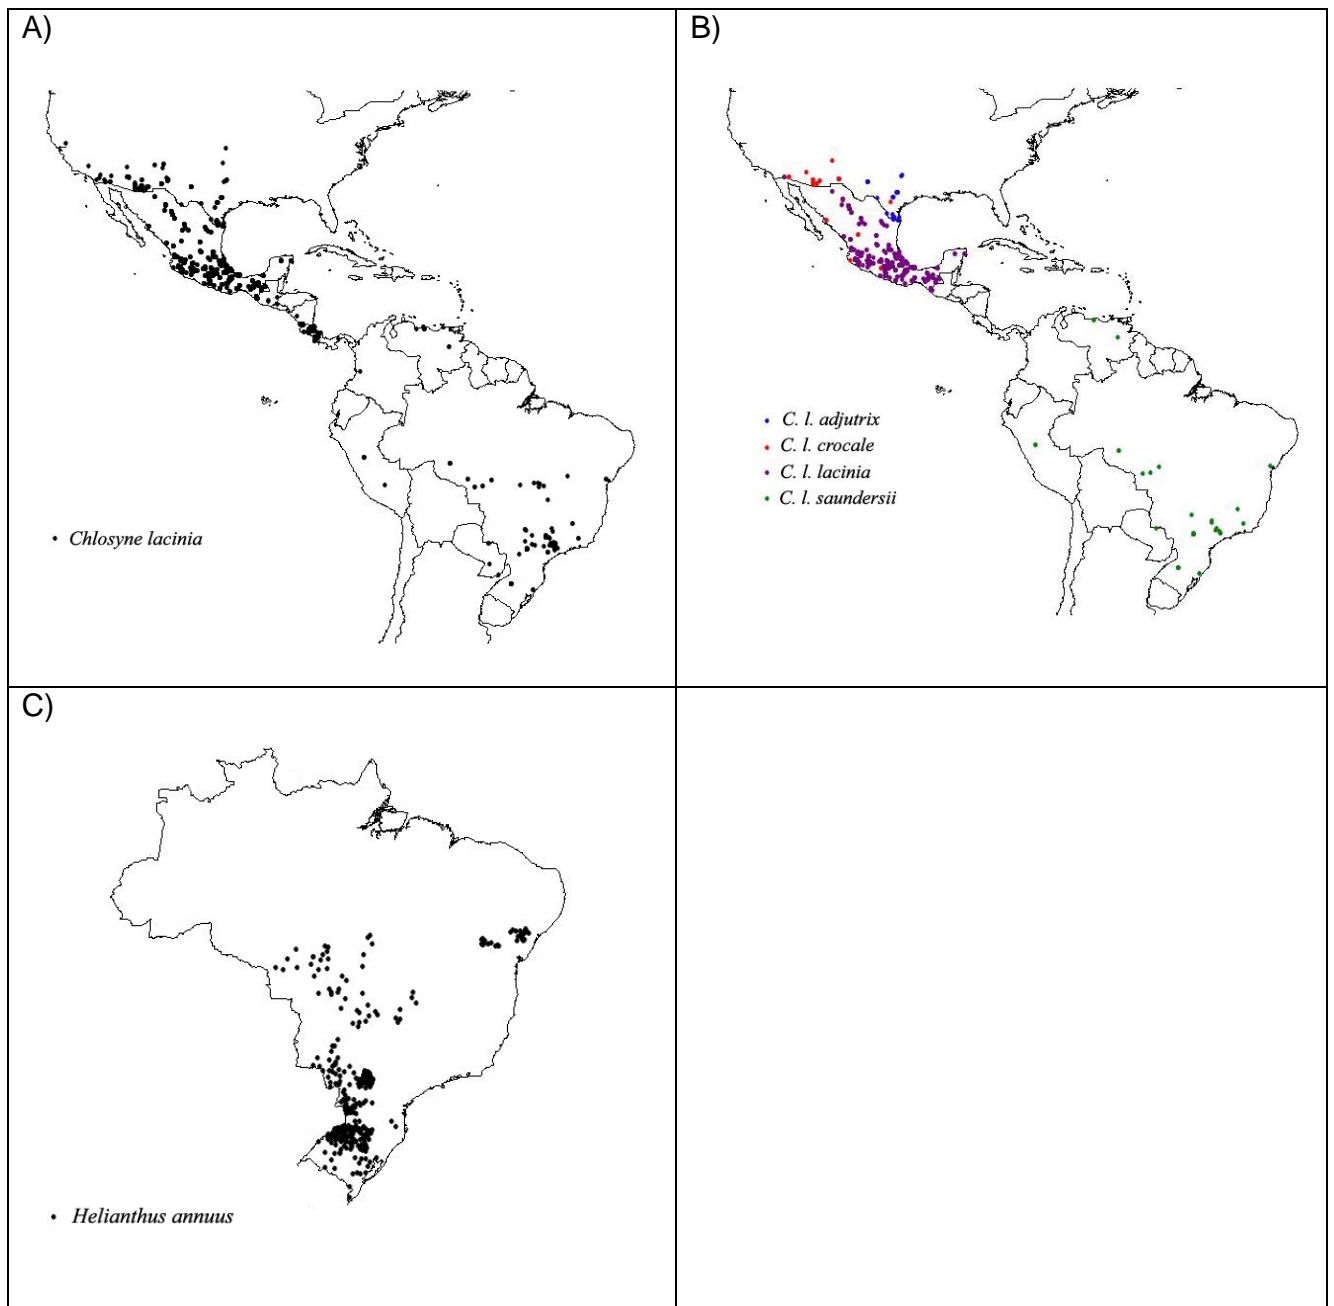 A)
Chlosyne lacinia
B)
C. l. adjutrix
C. l. crocale
C. l. lacinia
C. l. saundersii
C)
Helianthus annuus